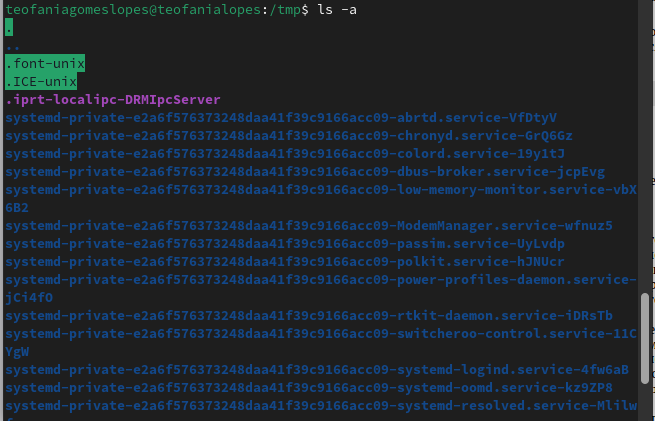 teofaniagomeslopes@teofanialopes:/tmp$ ls -a
.
..
.font-unix
.ICE-unix
.iprt-localipc-DRMIpcServer
systemd-private-e2a6f576373248daa41f39c9166acc09-abrtd.service-VfDtyV
systemd-private-e2a6f576373248daa41f39c9166acc09-chronyd.service-GrQ6Gz
systemd-private-e2a6f576373248daa41f39c9166acc09-colord.service-19y1tJ
systemd-private-e2a6f576373248daa41f39c9166acc09-dbus-broker.service-jcpEvg
systemd-private-e2a6f576373248daa41f39c9166acc09-low-memory-monitor.service-vbX
6B2
systemd-private-e2a6f576373248daa41f39c9166acc09-ModemManager.service-wfnuz5
systemd-private-e2a6f576373248daa41f39c9166acc09-passim.service-UyLvdp
systemd-private-e2a6f576373248daa41f39c9166acc09-polkit.service-hJNUcr
systemd-private-e2a6f576373248daa41f39c9166acc09-power-profiles-daemon.service-
jCi4fO
systemd-private-e2a6f576373248daa41f39c9166acc09-rtkit-daemon.service-iDRsTb
systemd-private-e2a6f576373248daa41f39c9166acc09-switcheroo-control.service-11C
YgW
systemd-private-e2a6f576373248daa41f39c9166acc09-systemd-logind.service-4fw6aB
systemd-private-e2a6f576373248daa41f39c9166acc09-systemd-oomd.service-kz9ZP8
systemd-private-e2a6f576373248daa41f39c9166acc09-systemd-resolved.service-Mlilw